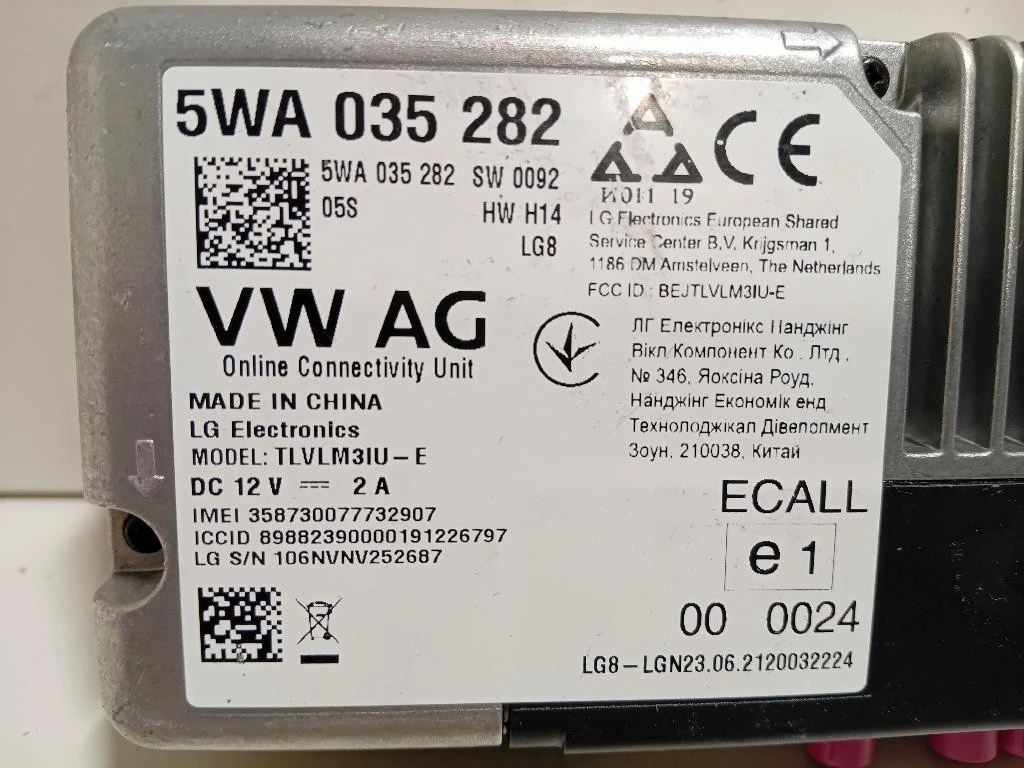 5WA 035 282
5WA 035 282 SW 0092
05S HW H14
LG8
VW AG
Online Connectivity Unit
MADE IN CHINA
LG Electronics
MODEL: TLVLM3IU-E
DC 12 V ⎓ 2 A
IMEI 358730077732907
ICCID 89882390000191226797
LG S/N 106NVNV252687
CE
И011 19
LG Electronics European Shared
Service Center B.V. Krijgsman 1,
1186 DM Amstelveen, The Netherlands
FCC ID : BEJTLVLM3IU-E
ЛГ Електронікс Нанджінг
Вікл Компонент Ко . Лтд ,
№ 346, Яоксіна Роуд,
Нанджінг Економік енд
Технолоджікал Дівелопмент
Зоун, 210038, Китай
ECALL
e1
00 0024
LG8-LGN23.06.2120032224